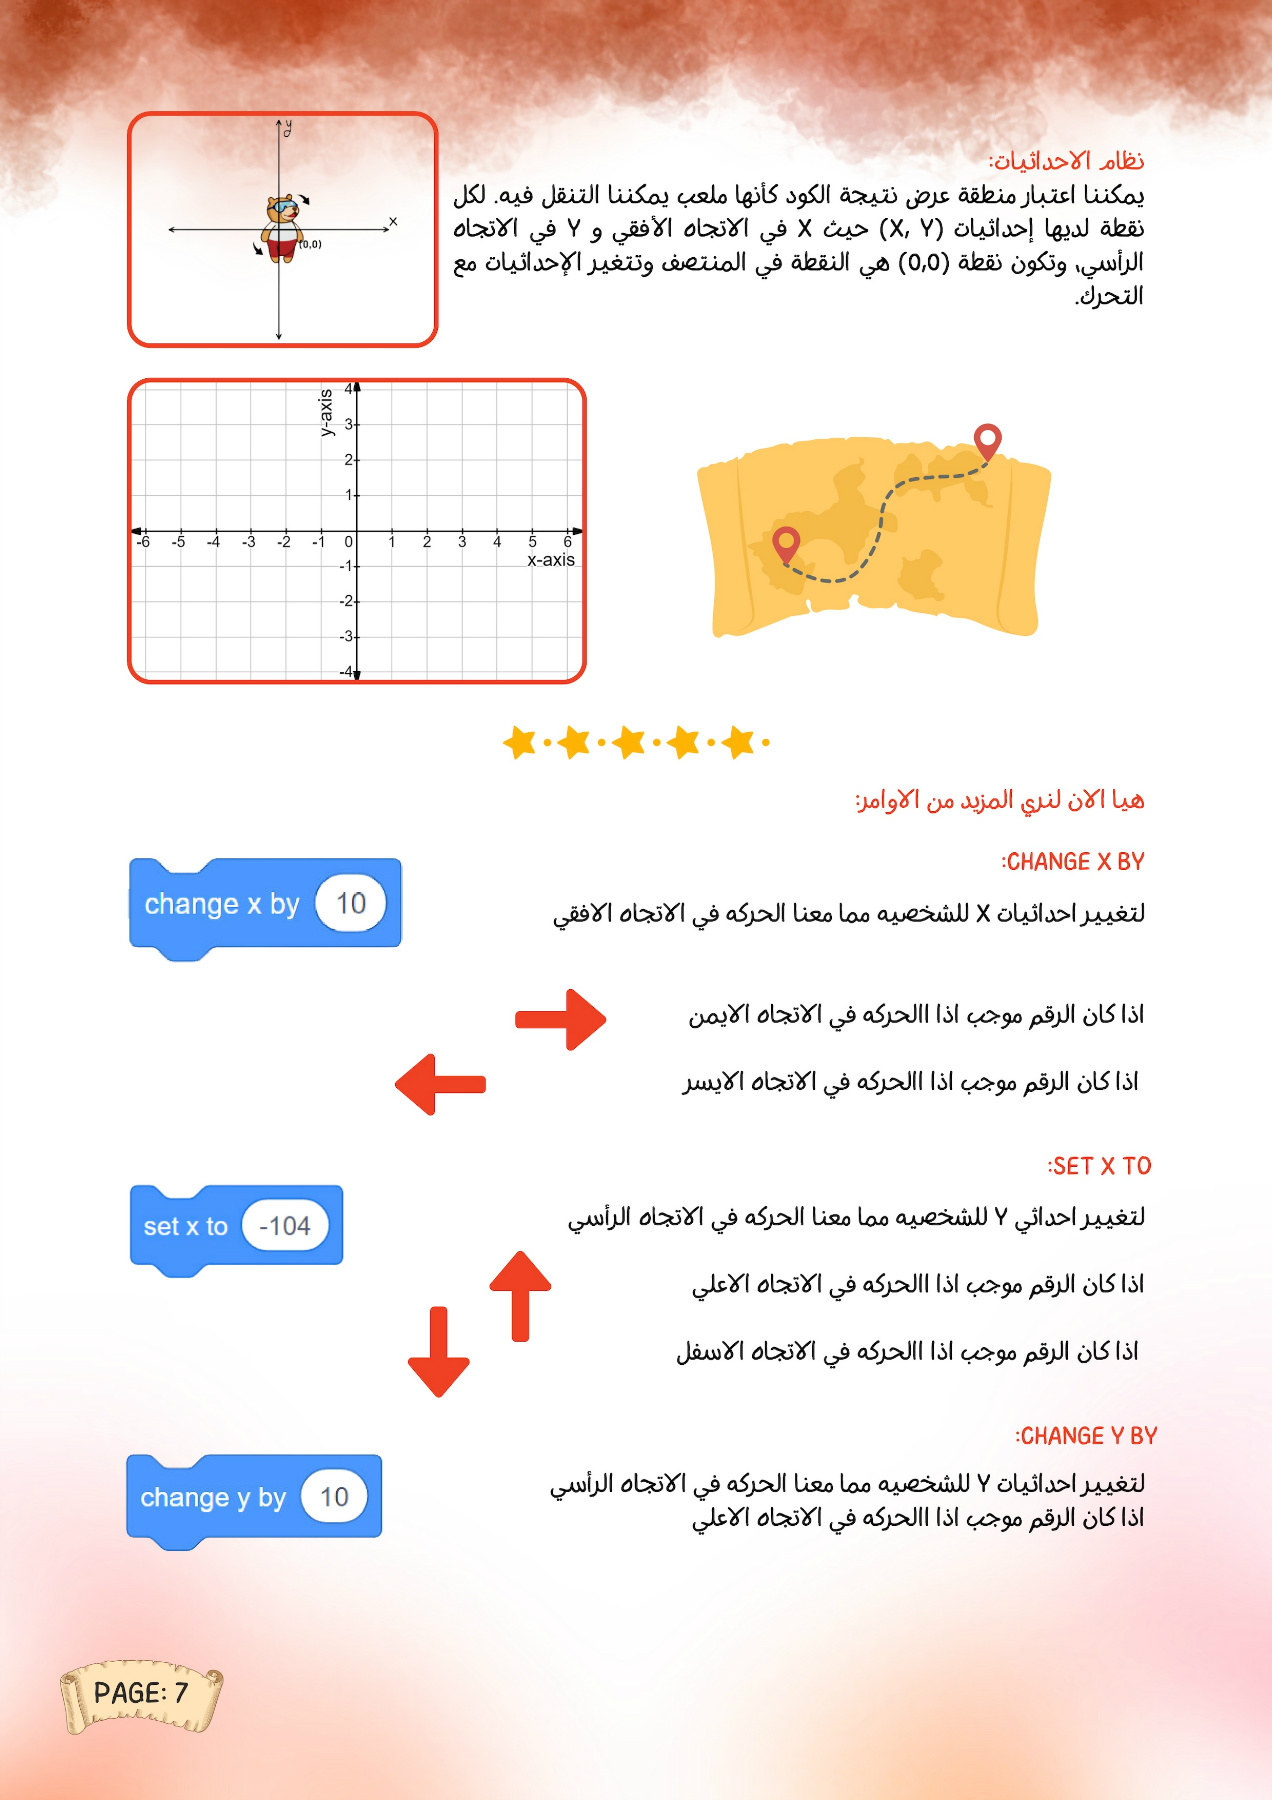 نظام الاحداثيات:
يمكننا اعتبار منطقة عرض نتيجة الكود كأنها ملعب يمكننا التنقل فيه. لكل
نقطة لديها إحداثيات (X, Y) حيث X في الاتجاه الأفقي و Y في الاتجاه
الرأسي، وتكون نقطة (0,0) هي النقطة في المنتصف وتتغير الإحداثيات مع
التحرك.
y
x
(0,0)
y-axis
4
3
2
1
-6 -5 -4 -3 -2 -1 0 1 2 3 4 5 6
x-axis
-1
-2
-3
-4
هيا الان لنري المزيد من الاوامر:
CHANGE X BY:
change x by 10
لتغيير احداثيات X للشخصيه مما معنا الحركه في الاتجاه الافقي
اذا كان الرقم موجب اذا االحركه في الاتجاه الايمن
اذا كان الرقم موجب اذا االحركه في الاتجاه الايسر
SET X TO:
set x to -104
لتغيير احداثي Y للشخصيه مما معنا الحركه في الاتجاه الرأسي
اذا كان الرقم موجب اذا االحركه في الاتجاه الاعلي
اذا كان الرقم موجب اذا االحركه في الاتجاه الاسفل
CHANGE Y BY:
change y by 10
لتغيير احداثيات Y للشخصيه مما معنا الحركه في الاتجاه الرأسي
اذا كان الرقم موجب اذا االحركه في الاتجاه الاعلي
PAGE: 7